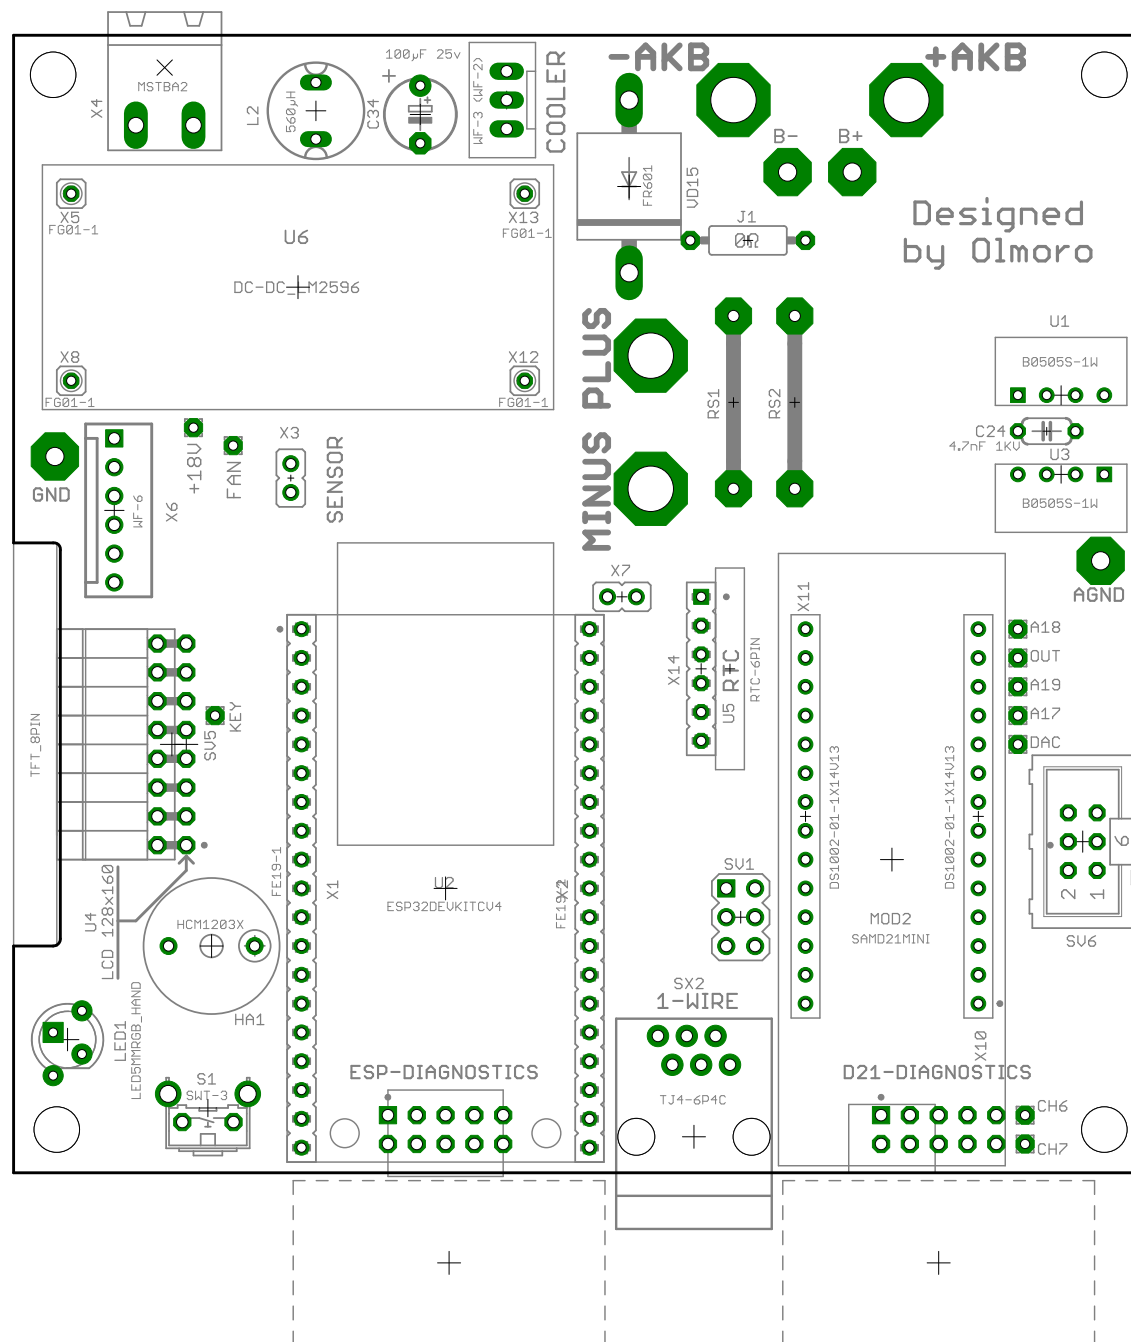 -AKB
+AKB
100µF 25v
MSTBA2
X4
L2
560µH
C34
WF-3 (WF-2)
COOLER
B-
B+
FR601
VD15
J1
0Ω
Designed
by Olmoro
X5
FG01-1
X13
FG01-1
U6
DC-DC_LM2596
X8
FG01-1
X12
FG01-1
MINUS PLUS
RS1
RS2
U1
B0505S-1W
C24
4.7nF 1KV
U3
B0505S-1W
AGND
GND
+18V
FAN
X3
SENSOR
WF-6
X6
X7
X14
U5
RTC
RTC-6PIN
X11
A18
OUT
A19
A17
DAC
TFT_8PIN
SV5
KEY
DS1002-01-1X14V13
DS1002-01-1X14V13
6
2
1
SV6
SV1
FE19-1
X1
U2
ESP32DEVKITCV4
X2
MOD2
SAMD21MINI
U4
LCD 128x160
HCM1203X
HA1
LED1
LED5MMRGB_HAND
S1
SWT-3
SX2
1-WIRE
TJ4-6P4C
X10
ESP-DIAGNOSTICS
D21-DIAGNOSTICS
CH6
CH7